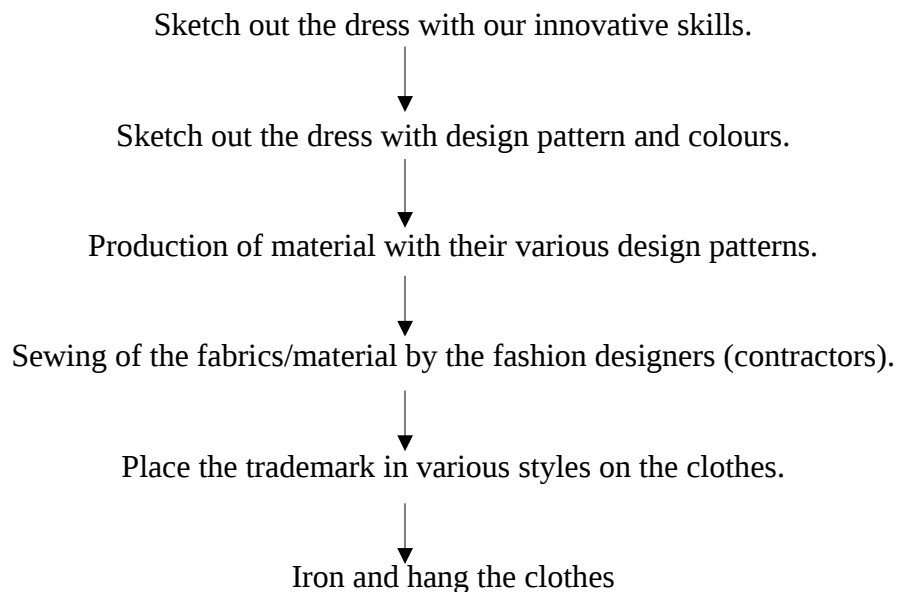 Sketch out the dress with our innovative skills.
Sketch out the dress with design pattern and colours.
Production of material with their various design patterns.
Sewing of the fabrics/material by the fashion designers (contractors).
Place the trademark in various styles on the clothes.
Iron and hang the clothes